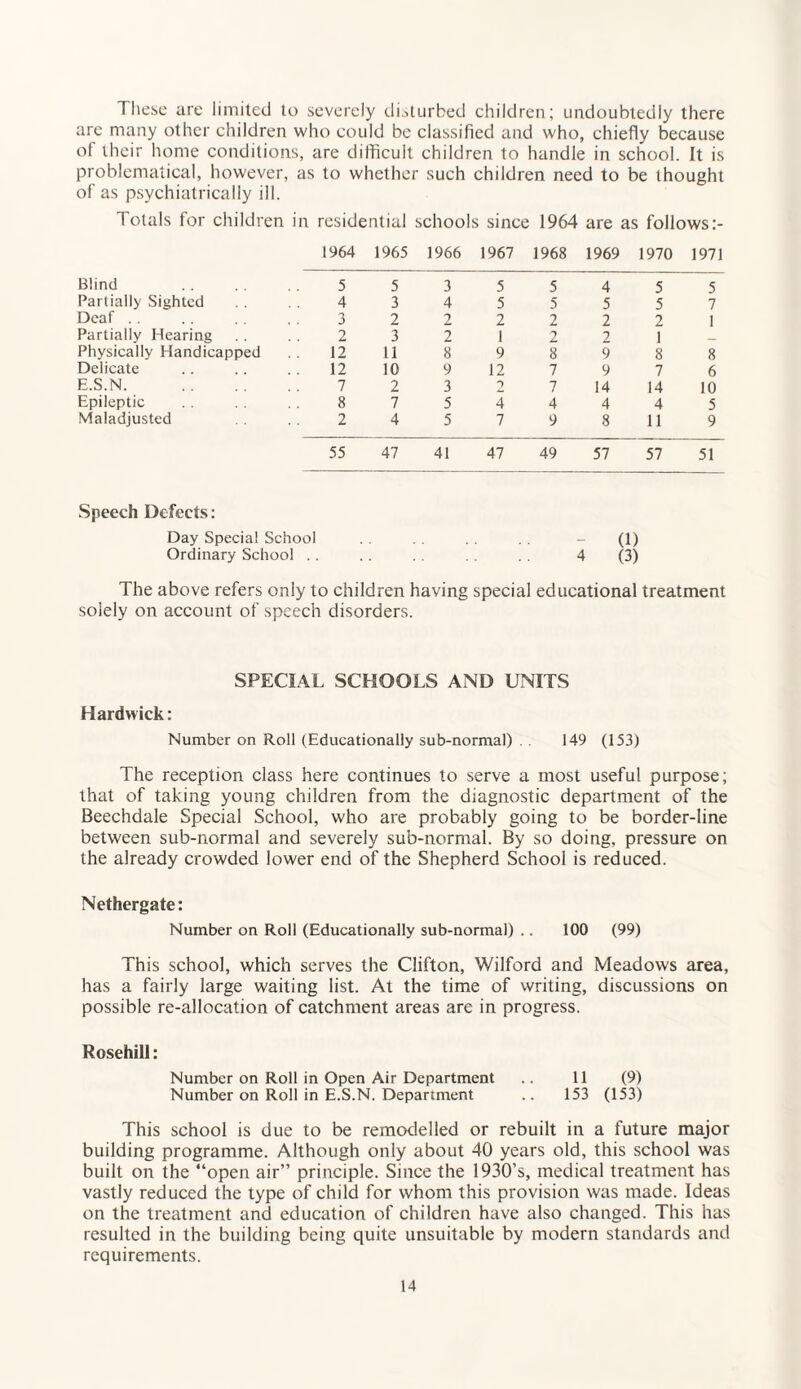 These are limited to severely disturbed children; undoubtedly there
are many other children who could be classified and who, chiefly because
of their home conditions, are difficult children to handle in school. It is
problematical, however, as to whether such children need to be thought
of as psychiatrically ill.
Totals for children in residential schools since 1964 are as follows:-
1964 1965 1966 1967 1968 1969 1970 1971
Blind .. .. .. 5 5 3 5 5 4 5 5
Partially Sighted .. .. 4 3 4 5 5 5 5 7
Deaf .. .. .. .. 3 2 2 2 2 2 2 1
Partially Hearing .. .. 2 3 2 1 2 2 1 –
Physically Handicapped .. 12 11 8 9 8 9 8 8
Delicate .. .. .. 12 10 9 12 7 9 7 6
E.S.N. .. .. .. 7 2 3 2 7 14 14 10
Epileptic .. .. .. 8 7 5 4 4 4 4 5
Maladjusted .. .. 2 4 5 7 9 8 11 9
55 47 41 47 49 57 57 51
Speech Defects:
Day Special School .. .. .. .. – (1)
Ordinary School .. .. .. .. .. 4 (3)
The above refers only to children having special educational treatment
solely on account of speech disorders.
SPECIAL SCHOOLS AND UNITS
Hardwick:
Number on Roll (Educationally sub-normal) .. 149 (153)
The reception class here continues to serve a most useful purpose;
that of taking young children from the diagnostic department of the
Beechdale Special School, who are probably going to be border-line
between sub-normal and severely sub-normal. By so doing, pressure on
the already crowded lower end of the Shepherd School is reduced.
Nethergate:
Number on Roll (Educationally sub-normal) .. 100 (99)
This school, which serves the Clifton, Wilford and Meadows area,
has a fairly large waiting list. At the time of writing, discussions on
possible re-allocation of catchment areas are in progress.
Rosehill:
Number on Roll in Open Air Department .. 11 (9)
Number on Roll in E.S.N. Department .. 153 (153)
This school is due to be remodelled or rebuilt in a future major
building programme. Although only about 40 years old, this school was
built on the “open air” principle. Since the 1930’s, medical treatment has
vastly reduced the type of child for whom this provision was made. Ideas
on the treatment and education of children have also changed. This has
resulted in the building being quite unsuitable by modern standards and
requirements.
14